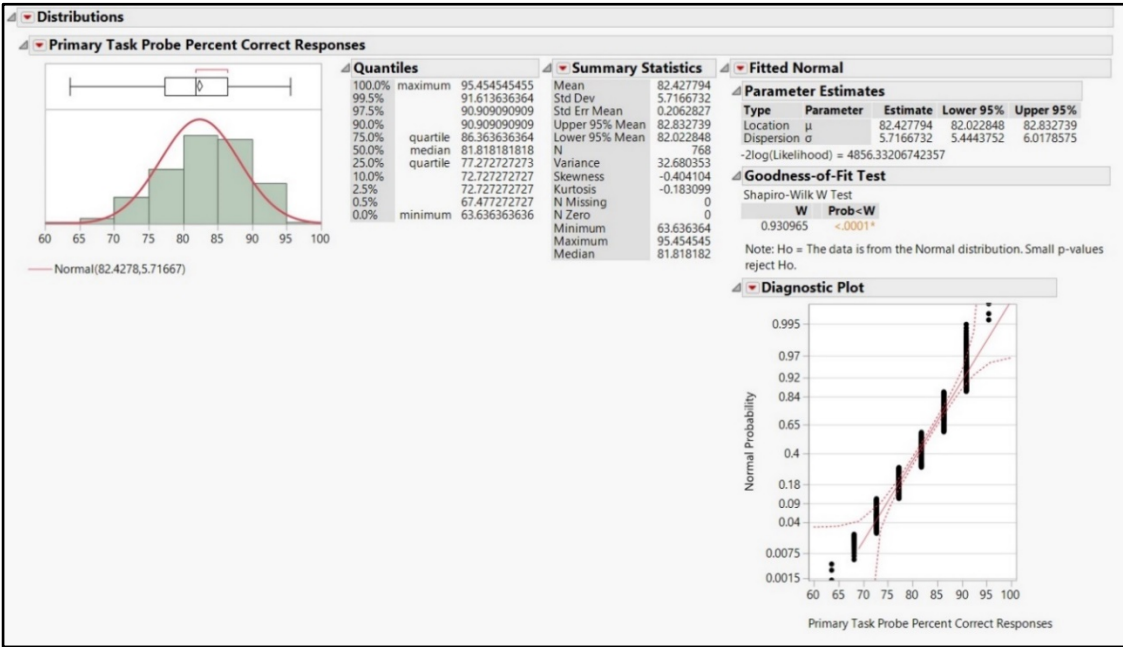 Distributions
Primary Task Probe Percent Correct Responses
60 65 70 75 80 85 90 95 100
Normal(82.4278,5.71667)
Quantiles
100.0% maximum 95.454545455
99.5% 91.613636364
97.5% 90.909090909
90.0% 90.909090909
75.0% quartile 86.363636364
50.0% median 81.818181818
25.0% quartile 77.272727273
10.0% 72.727272727
2.5% 72.727272727
0.5% 67.477272727
0.0% minimum 63.636363636
Summary Statistics
Mean 82.427794
Std Dev 5.7166732
Std Err Mean 0.2062827
Upper 95% Mean 82.832739
Lower 95% Mean 82.022848
N 768
Variance 32.680353
Skewness -0.404104
Kurtosis -0.183099
N Missing 0
N Zero 0
Minimum 63.636364
Maximum 95.454545
Median 81.818182
Fitted Normal
Parameter Estimates
Type Parameter Estimate Lower 95% Upper 95%
Location μ 82.427794 82.022848 82.832739
Dispersion σ 5.7166732 5.4443752 6.0178575
-2log(Likelihood) = 4856.33206742357
Goodness-of-Fit Test
Shapiro-Wilk W Test
W Prob<W
0.930965 <.0001*
Note: Ho = The data is from the Normal distribution. Small p-values
reject Ho.
Diagnostic Plot
Normal Probability
0.995
0.97
0.92
0.84
0.65
0.4
0.18
0.09
0.04
0.0075
0.0015
60 65 70 75 80 85 90 95 100
Primary Task Probe Percent Correct Responses